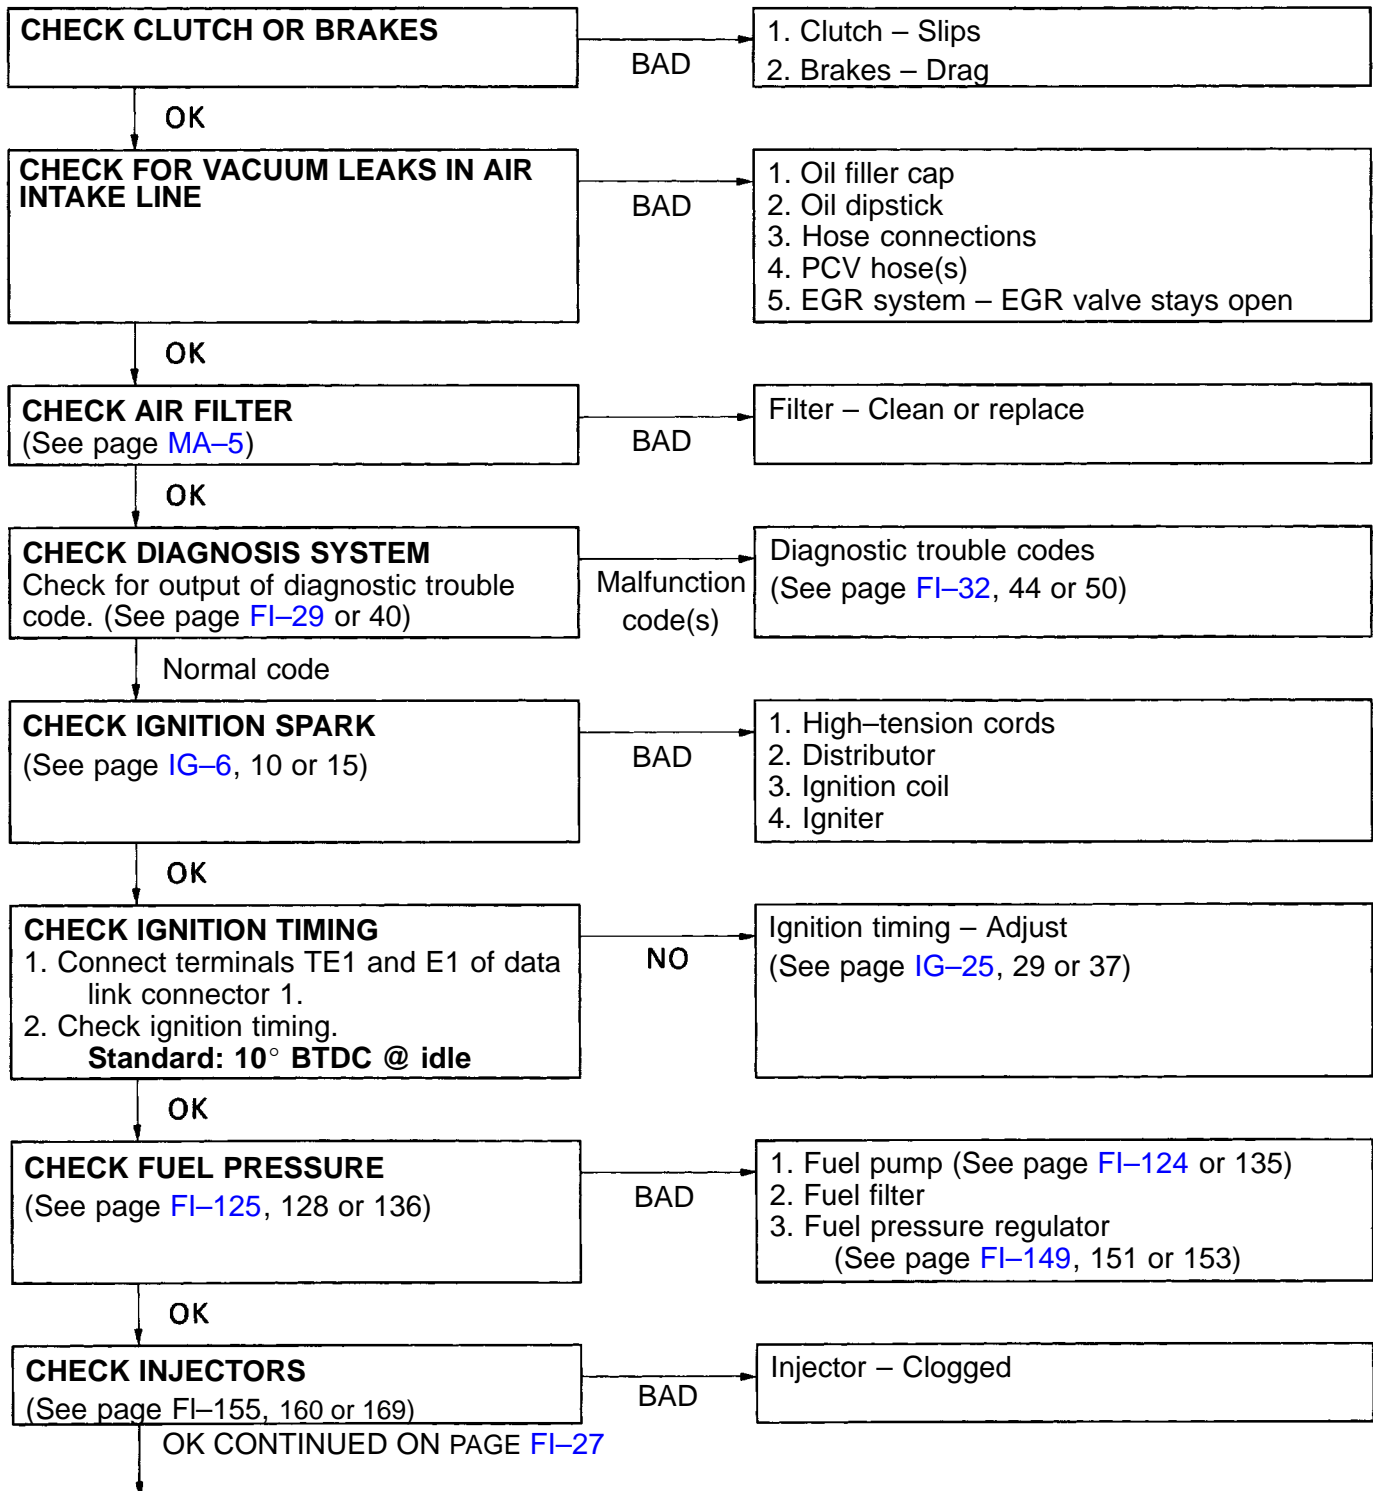 CHECK CLUTCH OR BRAKES
BAD
1. Clutch – Slips
2. Brakes – Drag
OK
CHECK FOR VACUUM LEAKS IN AIR
INTAKE LINE
BAD
1. Oil filler cap
2. Oil dipstick
3. Hose connections
4. PCV hose(s)
5. EGR system – EGR valve stays open
OK
CHECK AIR FILTER
(See page MA–5)
BAD
Filter – Clean or replace
OK
CHECK DIAGNOSIS SYSTEM
Check for output of diagnostic trouble
code. (See page FI–29 or 40)
Malfunction
code(s)
Diagnostic trouble codes
(See page FI–32, 44 or 50)
Normal code
CHECK IGNITION SPARK
(See page IG–6, 10 or 15)
BAD
1. High–tension cords
2. Distributor
3. Ignition coil
4. Igniter
OK
CHECK IGNITION TIMING
1. Connect terminals TE1 and E1 of data
link connector 1.
2. Check ignition timing.
Standard: 10° BTDC @ idle
NO
Ignition timing – Adjust
(See page IG–25, 29 or 37)
OK
CHECK FUEL PRESSURE
(See page FI–125, 128 or 136)
BAD
1. Fuel pump (See page FI–124 or 135)
2. Fuel filter
3. Fuel pressure regulator
(See page FI–149, 151 or 153)
OK
CHECK INJECTORS
(See page FI–155, 160 or 169)
BAD
Injector – Clogged
OK CONTINUED ON PAGE FI–27